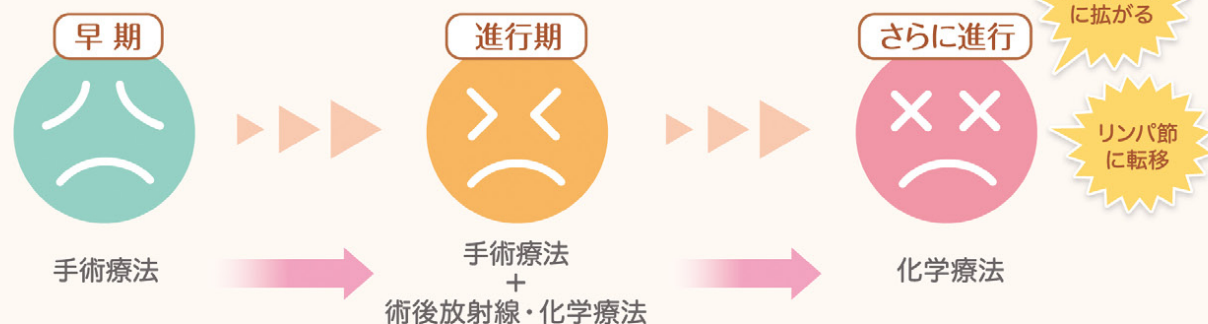 早期
進行期
さらに進行
に拡がる
リンパ節
に転移
手術療法
手術療法
+
術後放射線・化学療法
化学療法